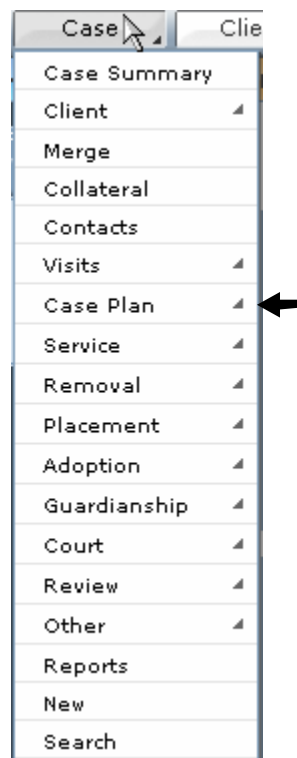 Case Clie
Case Summary
Client
Merge
Collateral
Contacts
Visits
Case Plan
Service
Removal
Placement
Adoption
Guardianship
Court
Review
Other
Reports
New
Search